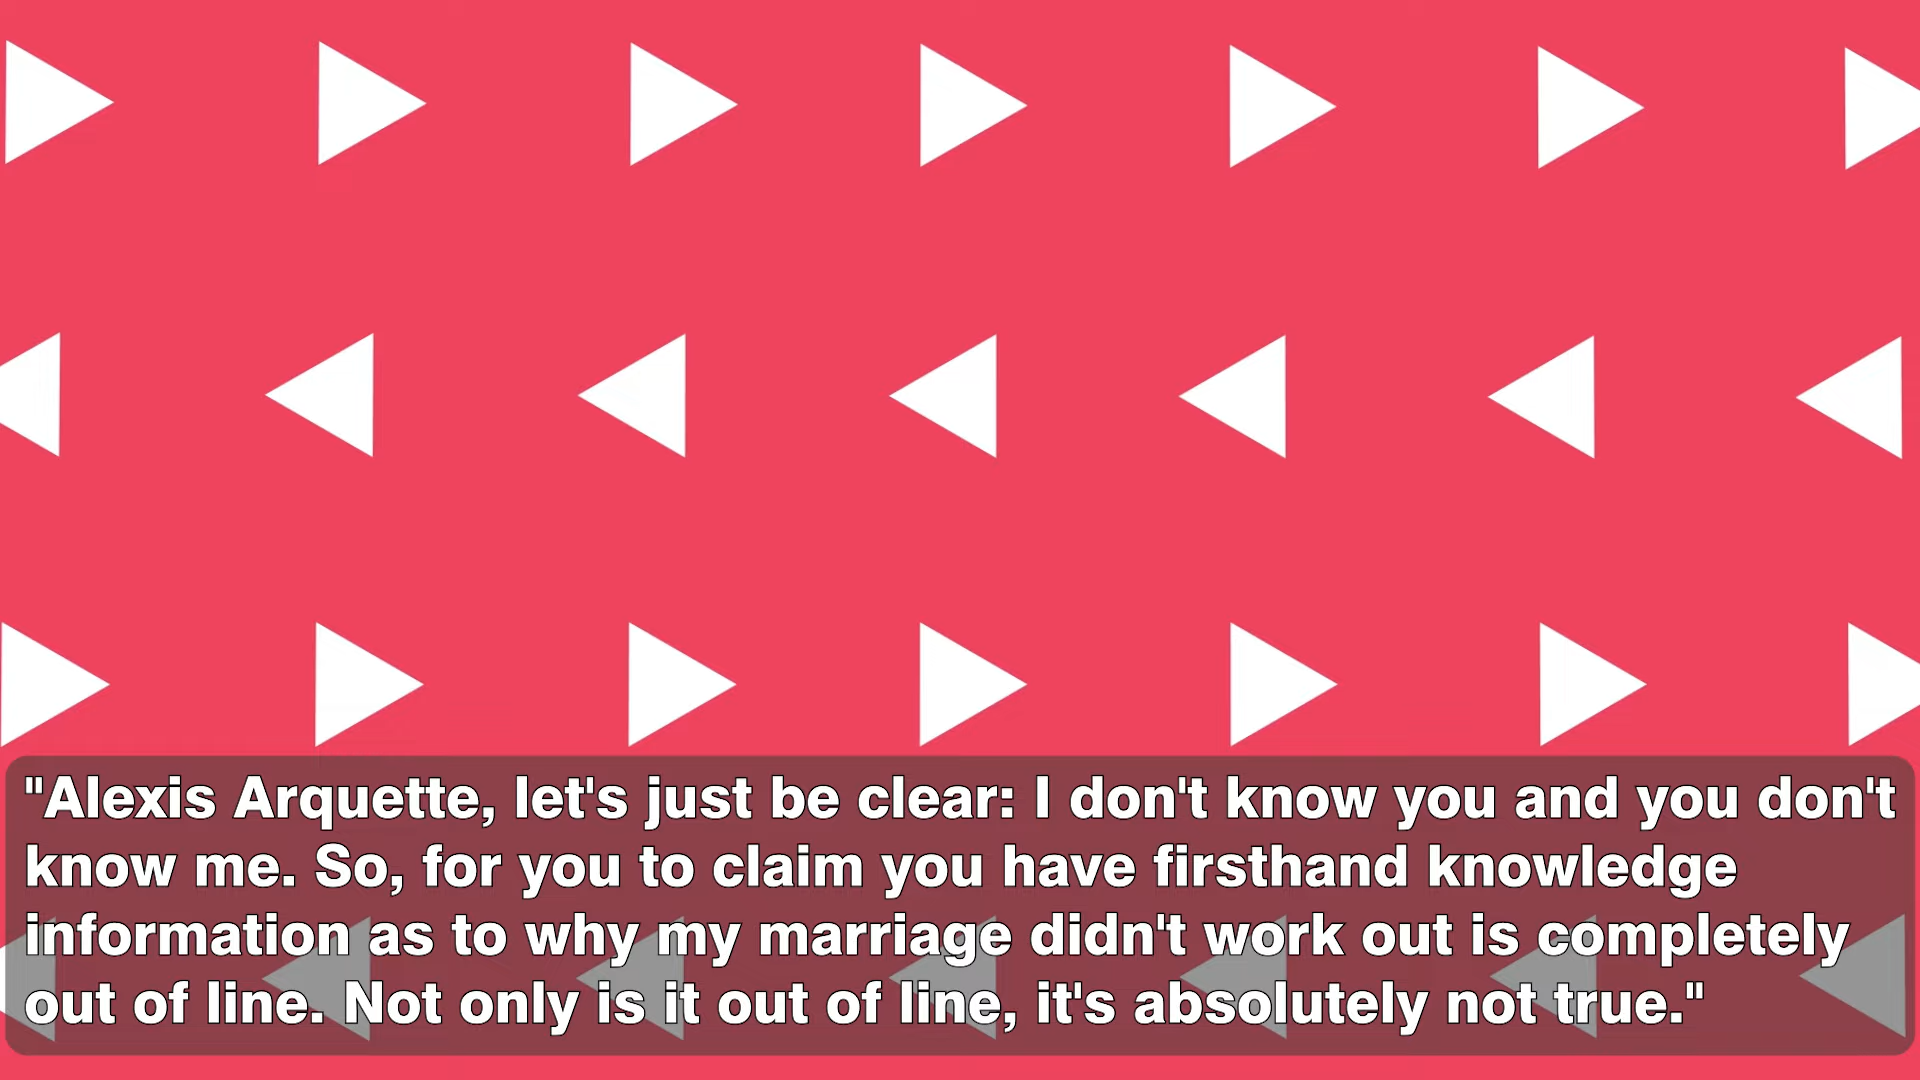 "Alexis Arquette, let's just be clear: I don't know you and you don't
know me. So, for you to claim you have firsthand knowledge
information as to why my marriage didn't work out is completely
out of line. Not only is it out of line, it's absolutely not true."